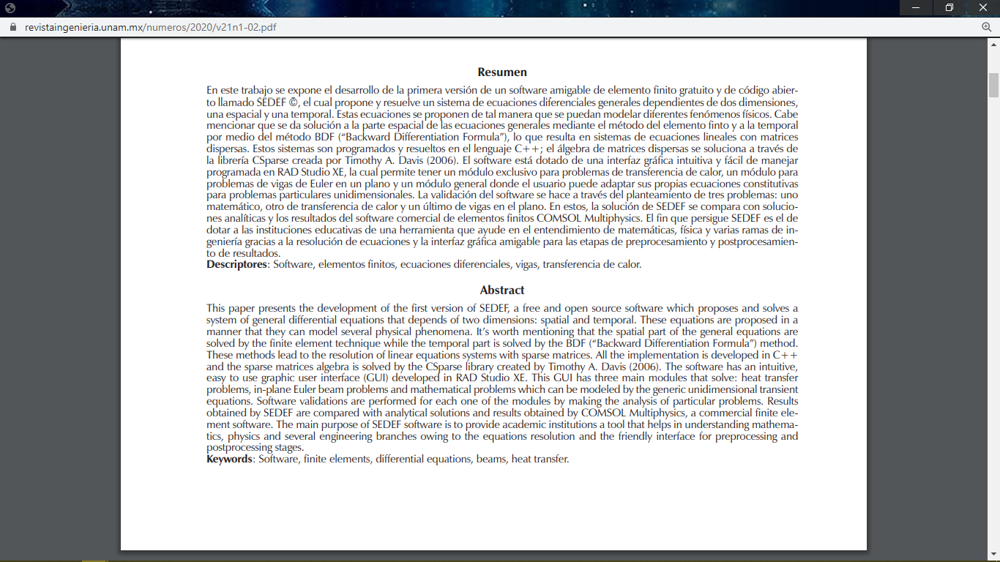 revistaingenieria.unam.mx/numeros/2020/v21n1-02.pdf
Resumen
En este trabajo se expone el desarrollo de la primera versión de un software amigable de elemento finito gratuito y de código abier-
to llamado SEDEF ©, el cual propone y resuelve un sistema de ecuaciones diferenciales generales dependientes de dos dimensiones,
una espacial y una temporal. Estas ecuaciones se proponen de tal manera que se puedan modelar diferentes fenómenos físicos. Cabe
mencionar que se da solución a la parte espacial de las ecuaciones generales mediante el método del elemento finto y a la temporal
por medio del método BDF (“Backward Differentiation Formula”), lo que resulta en sistemas de ecuaciones lineales con matrices
dispersas. Estos sistemas son programados y resueltos en el lenguaje C++; el álgebra de matrices dispersas se soluciona a través de
la librería CSparse creada por Timothy A. Davis (2006). El software está dotado de una interfaz gráfica intuitiva y fácil de manejar
programada en RAD Studio XE, la cual permite tener un módulo exclusivo para problemas de transferencia de calor, un módulo para
problemas de vigas de Euler en un plano y un módulo general donde el usuario puede adaptar sus propias ecuaciones constitutivas
para problemas particulares unidimensionales. La validación del software se hace a través del planteamiento de tres problemas: uno
matemático, otro de transferencia de calor y un último de vigas en el plano. En estos, la solución de SEDEF se compara con solucio-
nes analíticas y los resultados del software comercial de elementos finitos COMSOL Multiphysics. El fin que persigue SEDEF es el de
dotar a las instituciones educativas de una herramienta que ayude en el entendimiento de matemáticas, física y varias ramas de in-
geniería gracias a la resolución de ecuaciones y la interfaz gráfica amigable para las etapas de preprocesamiento y postprocesamien-
to de resultados.
Descriptores: Software, elementos finitos, ecuaciones diferenciales, vigas, transferencia de calor.
Abstract
This paper presents the development of the first version of SEDEF, a free and open source software which proposes and solves a
system of general differential equations that depends of two dimensions: spatial and temporal. These equations are proposed in a
manner that they can model several physical phenomena. It’s worth mentioning that the spatial part of the general equations are
solved by the finite element technique while the temporal part is solved by the BDF (“Backward Differentiation Formula”) method.
These methods lead to the resolution of linear equations systems with sparse matrices. All the implementation is developed in C++
and the sparse matrices algebra is solved by the CSparse library created by Timothy A. Davis (2006). The software has an intuitive,
easy to use graphic user interface (GUI) developed in RAD Studio XE. This GUI has three main modules that solve: heat transfer
problems, in-plane Euler beam problems and mathematical problems which can be modeled by the generic unidimensional transient
equations. Software validations are performed for each one of the modules by making the analysis of particular problems. Results
obtained by SEDEF are compared with analytical solutions and results obtained by COMSOL Multiphysics, a commercial finite ele-
ment software. The main purpose of SEDEF software is to provide academic institutions a tool that helps in understanding mathema-
tics, physics and several engineering branches owing to the equations resolution and the friendly interface for preprocessing and
postprocessing stages.
Keywords: Software, finite elements, differential equations, beams, heat transfer.